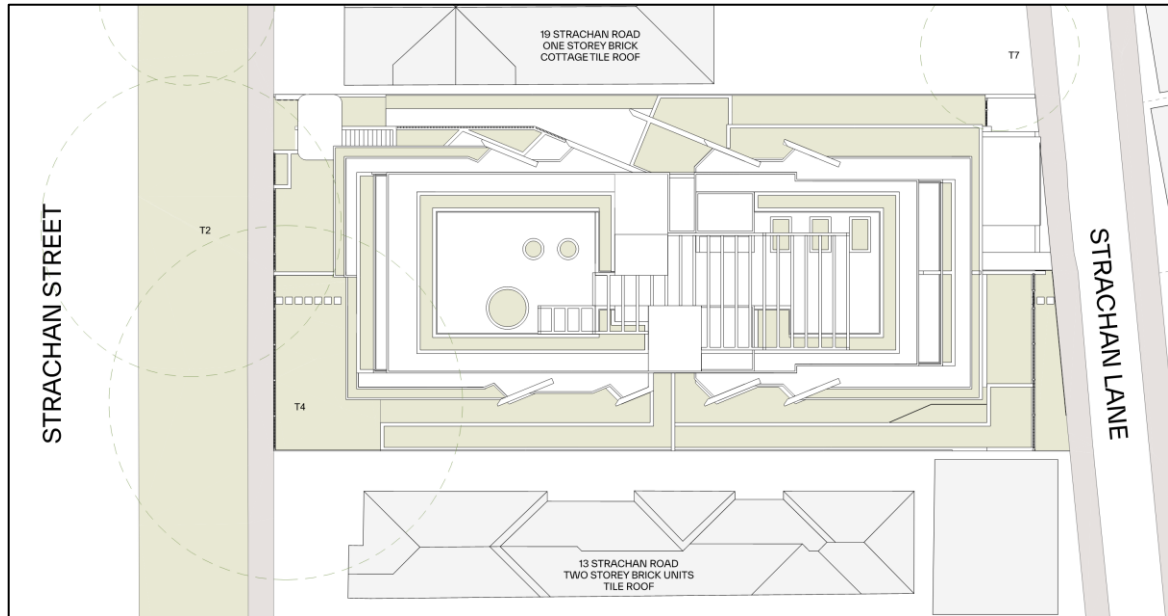 19 STRACHAN ROAD
ONE STOREY BRICK
COTTAGE TILE ROOF
T7
T2
STRACHAN STREET
STRACHAN LANE
T4
13 STRACHAN ROAD
TWO STOREY BRICK UNITS
TILE ROOF